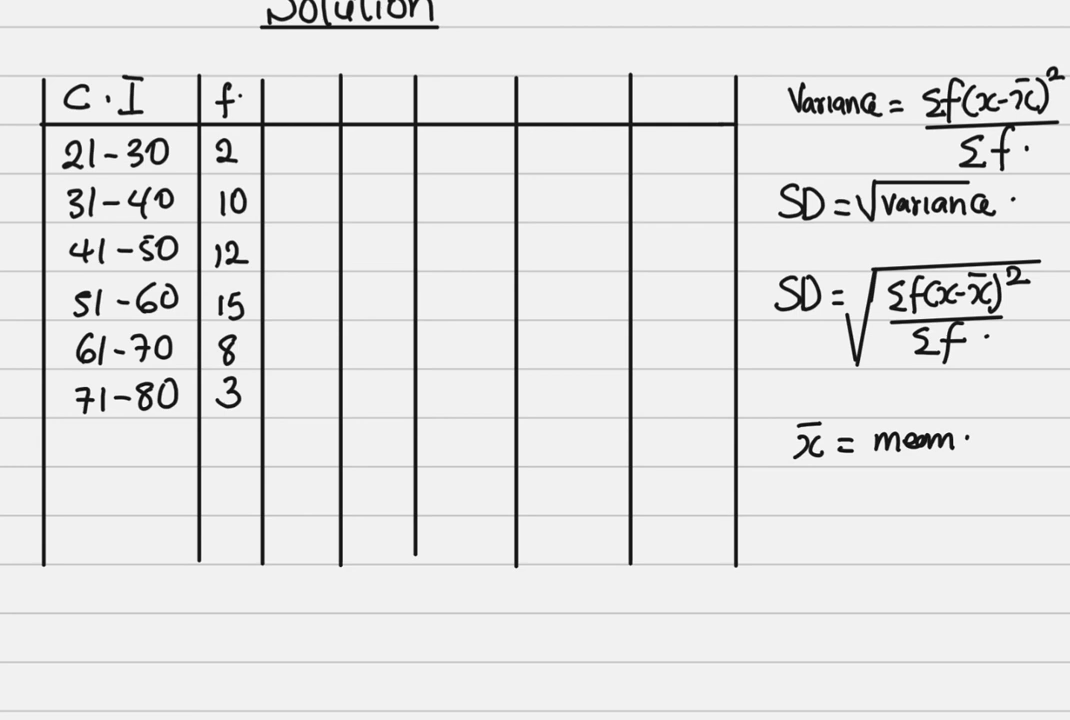 Solution
C.I f.
21-30 2
31-40 10
41-50 12
51-60 15
61-70 8
71-80 3
Variance = Σf(x-x̄)²
Σf.
SD = √variance.
SD = √Σf(x-x̄)²
Σf.
x̄ = mean.